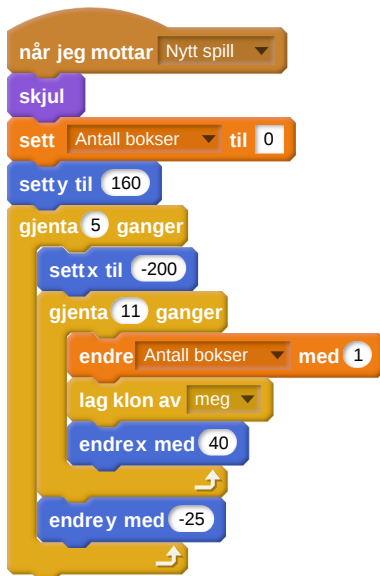 når jeg mottar Nytt spill
skjul
sett Antall bokser til 0
sett y til 160
gjenta 5 ganger
sett x til -200
gjenta 11 ganger
endre Antall bokser med 1
lag klon av meg
endre x med 40
endre y med -25